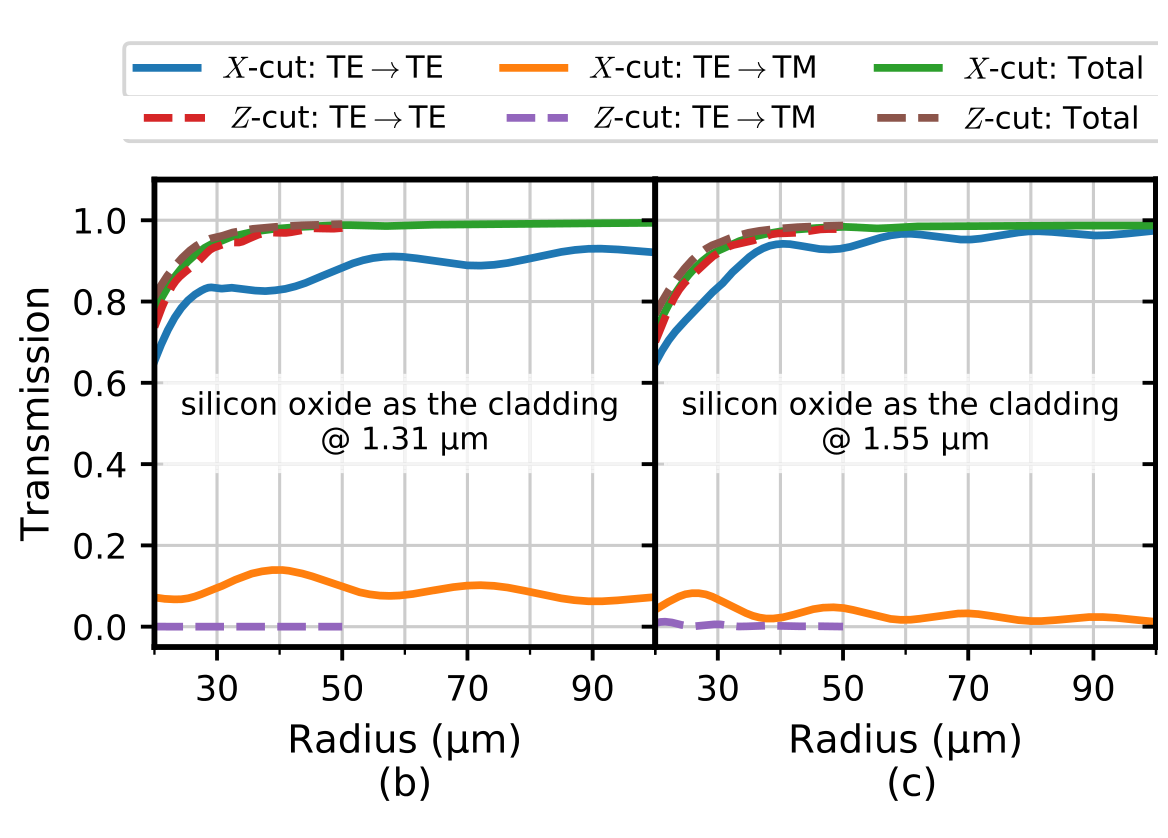 X-cut: TE→TE X-cut: TE→TM X-cut: Total
Z-cut: TE→TE Z-cut: TE→TM Z-cut: Total
Transmission
1.0
0.8
0.6
0.4
0.2
0.0
silicon oxide as the cladding
@ 1.31 μm
silicon oxide as the cladding
@ 1.55 μm
30 50 70 90
30 50 70 90
Radius (μm)
Radius (μm)
(b)
(c)